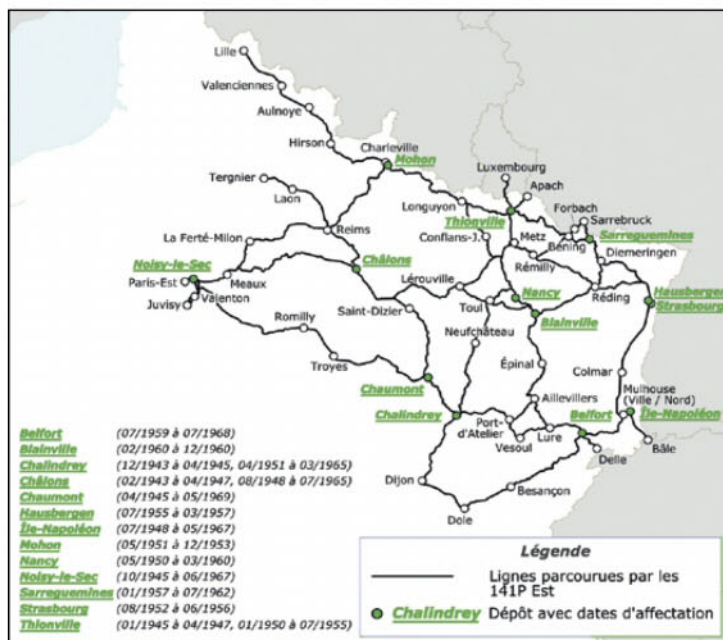 Lille
Valenciennes
Aulnoye
Hirson
Charleville
Mohon
Tergnier
Laon
Luxembourg
Apach
Longuyon
Thionville
Forbach
Sarrebruck
Reims
Conflans-J.
Metz
Béning
Sarreguemines
La Ferté-Milon
Rémilly
Diemeringen
Noisy-le-Sec
Châlons
Paris-Est
Meaux
Lérouville
Nancy
Réding
Hausbergen
Juvisy
Valenton
Saint-Dizier
Toul
Strasbourg
Romilly
Neufchâteau
Blainville
Troyes
Épinal
Colmar
Chaumont
Aillevillers
Mulhouse
(Ville / Nord)
Chalindrey
Port-
d'Atelier
Belfort
Île-Napoléon
Vesoul
Lure
Delle
Bâle
Dijon
Besançon
Dole
Belfort (07/1959 à 07/1968)
Blainville (02/1960 à 12/1960)
Chalindrey (12/1943 à 04/1945, 04/1951 à 03/1965)
Châlons (02/1943 à 04/1947, 08/1948 à 07/1965)
Chaumont (04/1945 à 05/1969)
Hausbergen (07/1955 à 03/1957)
Île-Napoléon (07/1948 à 05/1967)
Mohon (05/1951 à 12/1953)
Nancy (05/1950 à 03/1960)
Noisy-le-Sec (10/1945 à 06/1967)
Sarreguemines (01/1957 à 07/1962)
Strasbourg (08/1952 à 06/1956)
Thionville (01/1945 à 04/1947, 01/1950 à 07/1955)
Légende
Lignes parcourues par les
141P Est
Chalindrey Dépôt avec dates d'affectation